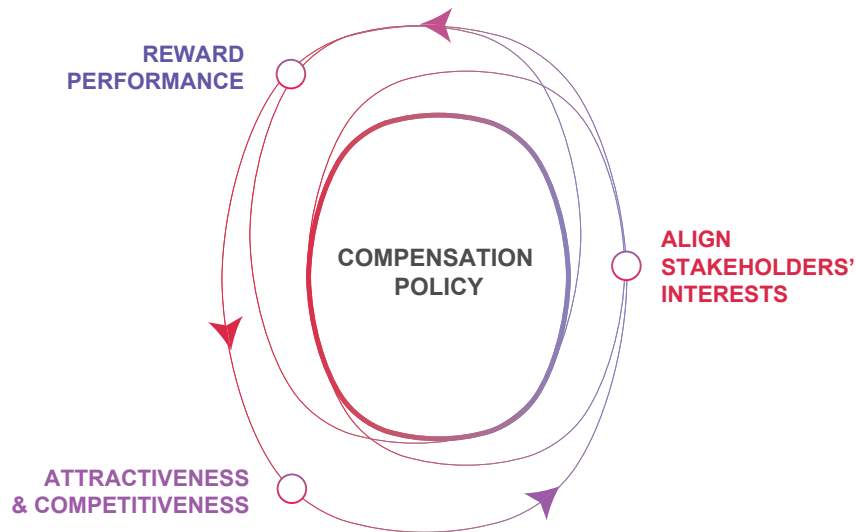 REWARD
PERFORMANCE
COMPENSATION
POLICY
ALIGN
STAKEHOLDERS’
INTERESTS
ATTRACTIVENESS
& COMPETITIVENESS